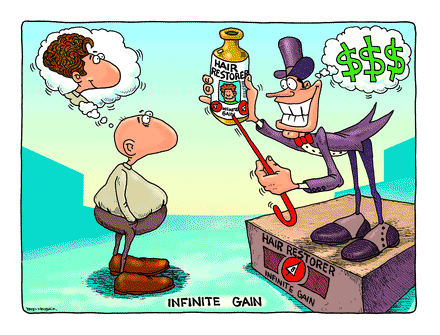 HAIR
RESTORER
INFINITE
GAIN
$$$
HAIR RESTORER
INFINITE GAIN
INFINITE GAIN